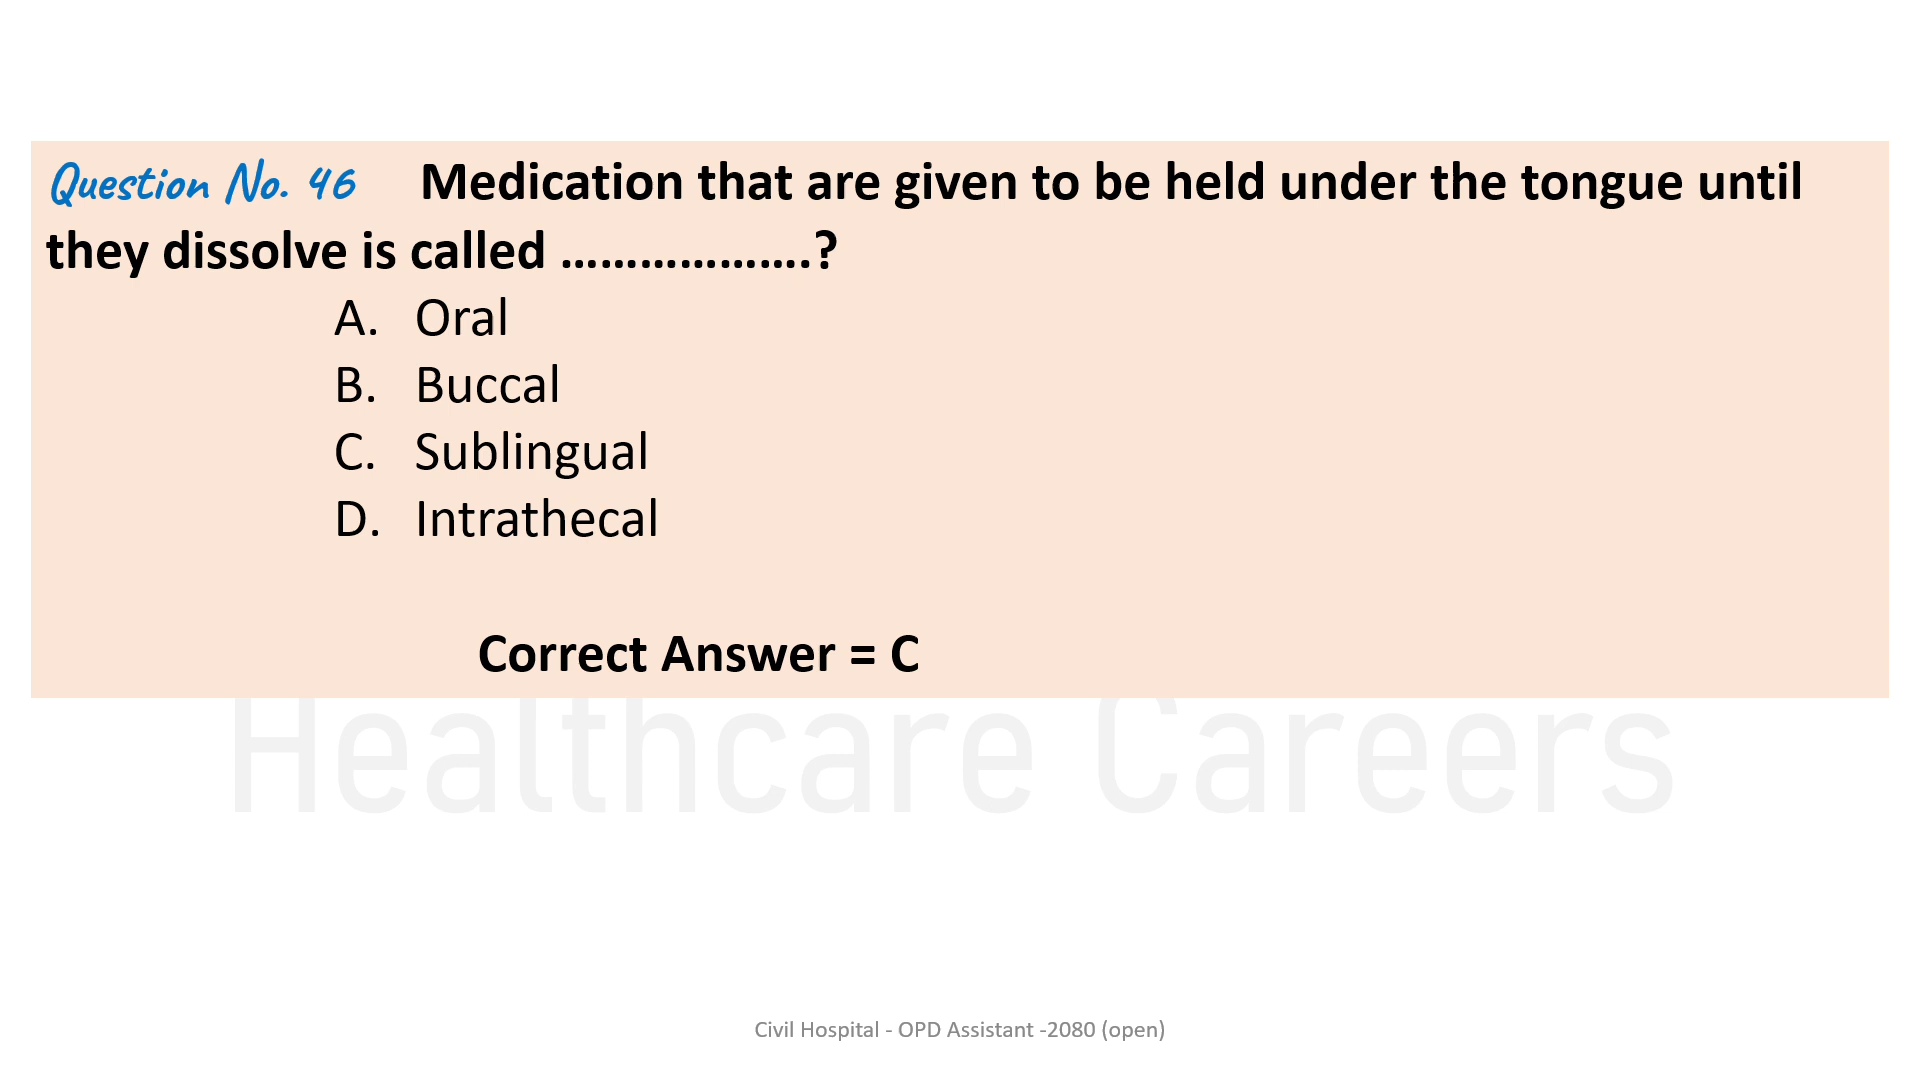 Question No. 46 Medication that are given to be held under the tongue until
they dissolve is called ……………….?
A. Oral
B. Buccal
C. Sublingual
D. Intrathecal
Correct Answer = C
Healthcare Careers
Civil Hospital - OPD Assistant -2080 (open)